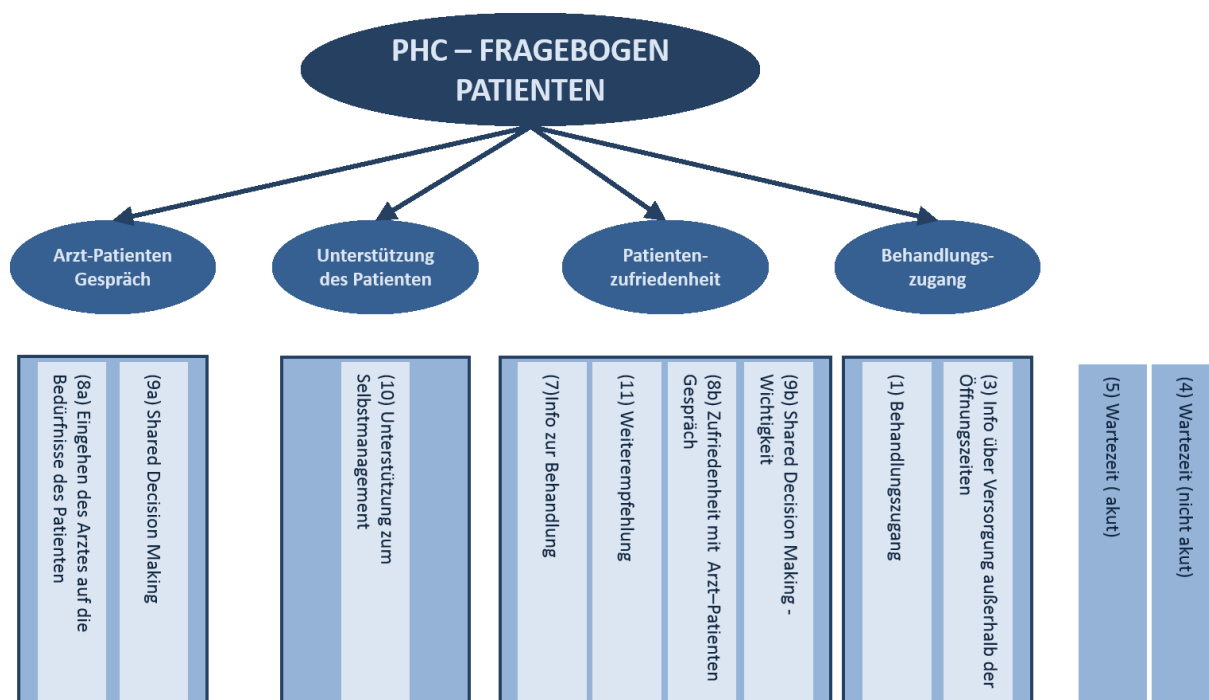 PHC – FRAGEBOGEN
PATIENTEN
Arzt-Patienten
Gespräch
Unterstützung
des Patienten
Patienten-
zufriedenheit
Behandlungs-
zugang
(8a) Eingehen des Arztes auf die
Bedürfnisse des Patienten
(9a) Shared Decision Making
(10) Unterstützung zum
Selbstmanagement
(7)Info zur Behandlung
(11) Weiterempfehlung
(8b) Zufriedenheit mit Arzt–Patienten
Gespräch
(9b) Shared Decision Making -
Wichtigkeit
(1) Behandlungszugang
(3) Info über Versorgung außerhalb der
Öffnungszeiten
(5) Wartezeit ( akut)
(4) Wartezeit (nicht akut)